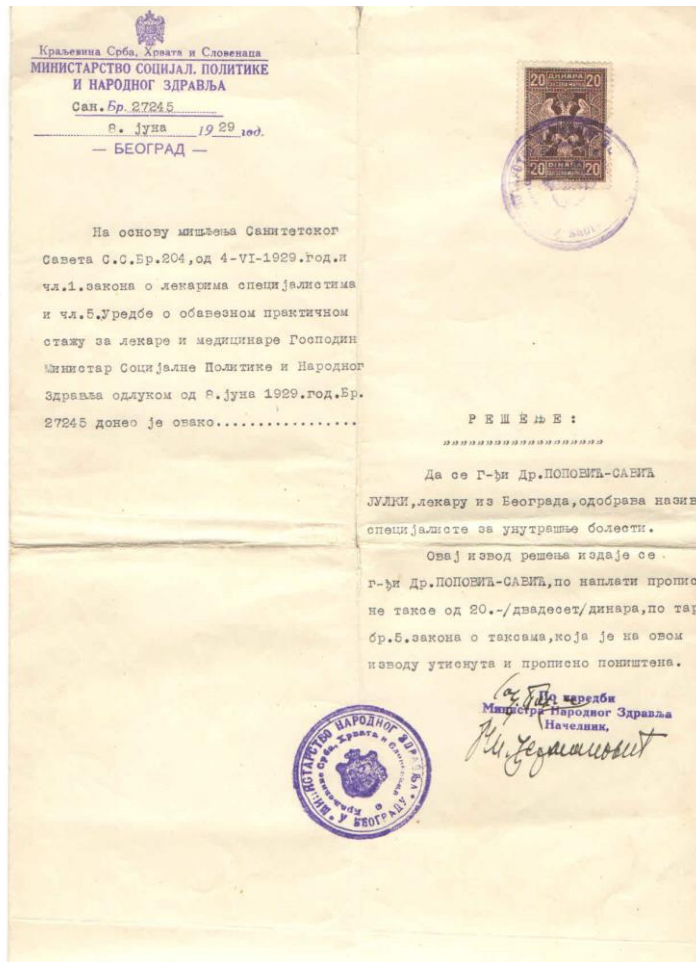 Краљевина Срба, Хрвата и Словенаца
МИНИСТАРСТВО СОЦИЈАЛ. ПОЛИТИКЕ
И НАРОДНОГ ЗДРАВЉА
Сан. Бр. 27245
8. јуна 1929 год.
— БЕОГРАД —
20 ДИНАРА 20
20 DINARA 20
На основу мишљења Санитетског
Савета С.С.Бр.204,од 4-VI-1929.год.и
чл.1.закона о лекарима специјалистима
и чл.5.Уредбе о обавезном практичном
стажу за лекаре и медицинаре Господин
Министар Социјалне Политике и Народног
Здравља одлуком од 8.јуна 1929.год.Бр.
27245 донео је овако.................
Р Е Ш Е Њ Е :
Да се Г-ђи Др.ПОПОВИЋ-САВИЋ
ЈУЛКИ,лекару из Београда,одобрава назив
специјалисте за унутрашње болести.
Овај извод решења издаје се
г-ђи Др.ПОПОВИЋ-САВИЋ,по наплати пропис
не таксе од 20.-/двадесет/динара,по тар
бр.5.закона о таксама,која је на овом
изводу утиснута и прописно поништена.
По наредби
Министра Народног Здравља
Начелник,
МИНИСТАРСТВО НАРОДНОГ ЗДРАВЉА
У БЕОГРАДУ
Краљевине Срба, Хрвата и Словенаца